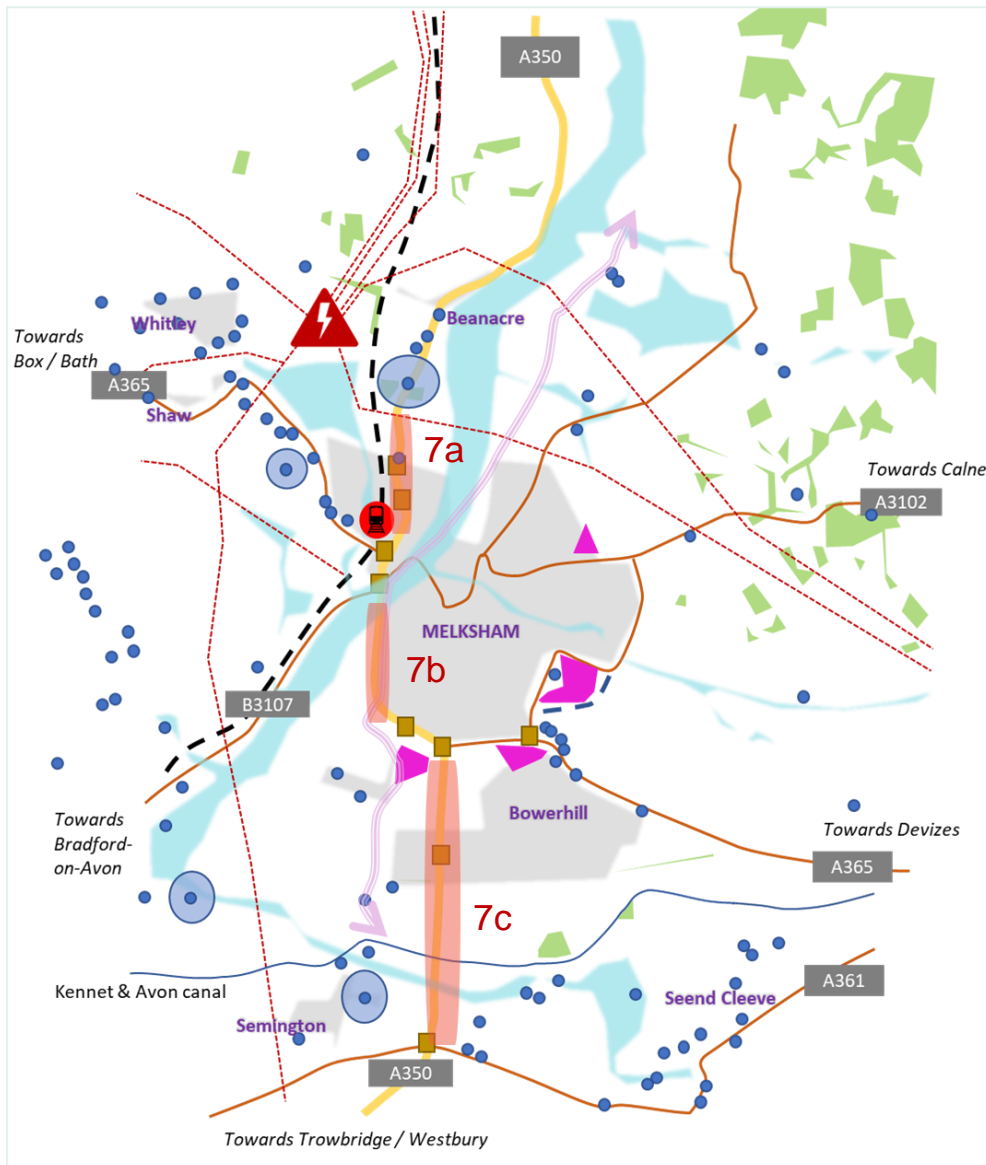 A350
Beanacre
Whitley
Towards
Box / Bath
A365
Shaw
7a
Towards Calne
A3102
MELKSHAM
7b
B3107
Bowerhill
Towards
Bradford-
on-Avon
Towards Devizes
A365
7c
Kennet & Avon canal
A361
Seend Cleeve
Semington
A350
Towards Trowbridge / Westbury